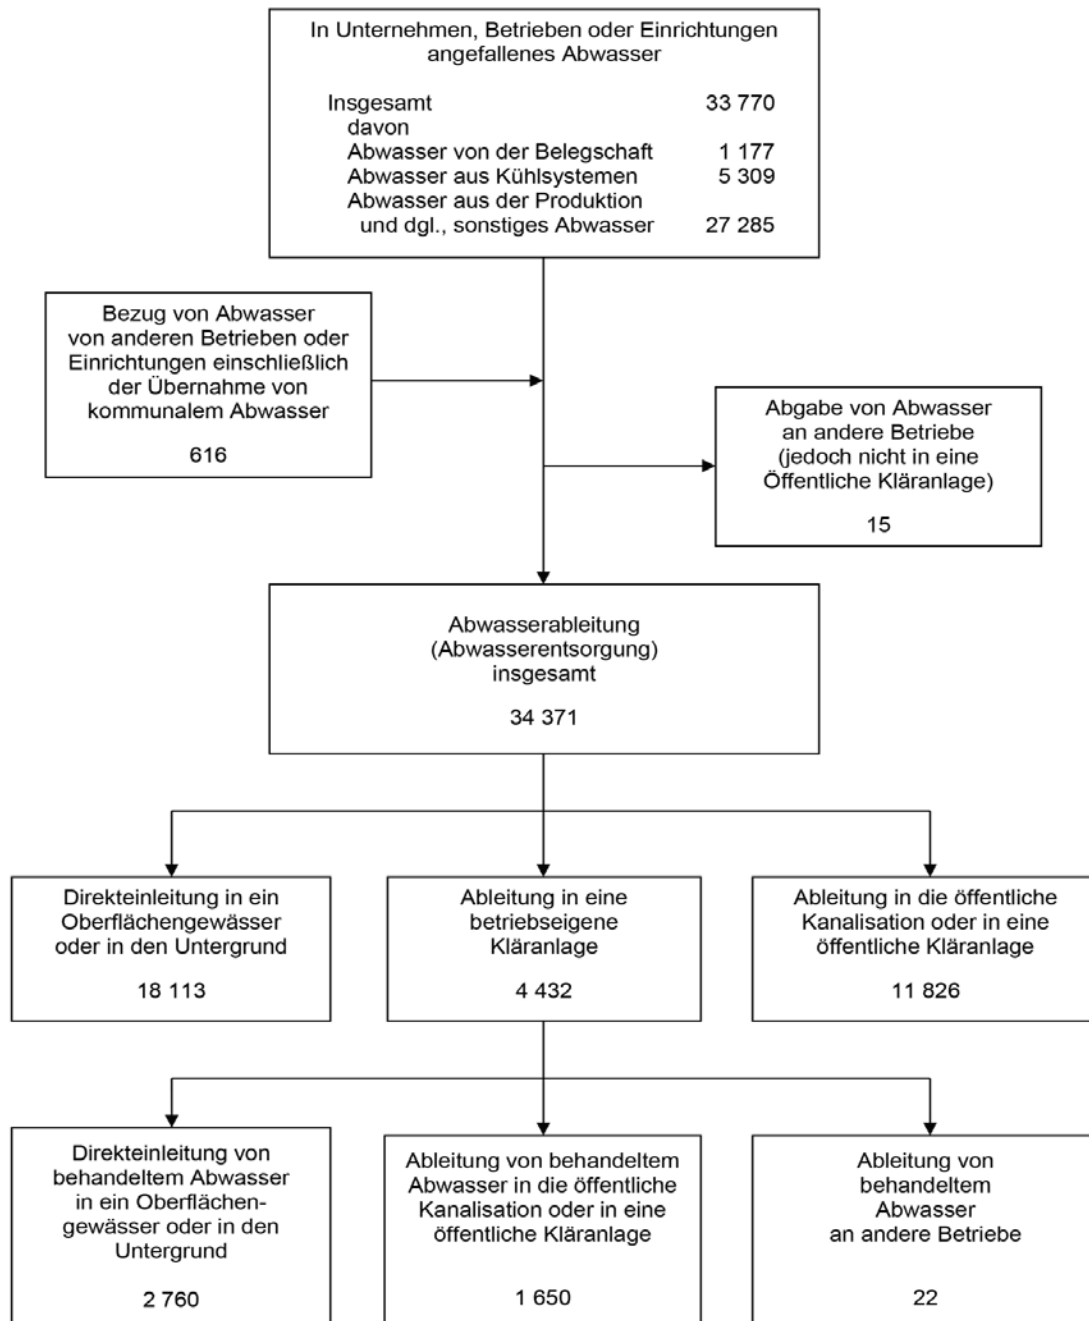 In Unternehmen, Betrieben oder Einrichtungen
angefallenes Abwasser
Insgesamt 33 770
davon
Abwasser von der Belegschaft 1 177
Abwasser aus Kühlsystemen 5 309
Abwasser aus der Produktion
und dgl., sonstiges Abwasser 27 285
Bezug von Abwasser
von anderen Betrieben oder
Einrichtungen einschließlich
der Übernahme von
kommunalem Abwasser
616
Abgabe von Abwasser
an andere Betriebe
(jedoch nicht in eine
Öffentliche Kläranlage)
15
Abwasserableitung
(Abwasserentsorgung)
insgesamt
34 371
Direkteinleitung in ein
Oberflächengewässer
oder in den Untergrund
18 113
Ableitung in eine
betriebseigene
Kläranlage
4 432
Ableitung in die öffentliche
Kanalisation oder in eine
öffentliche Kläranlage
11 826
Direkteinleitung von
behandeltem Abwasser
in ein Oberflächen-
gewässer oder in den
Untergrund
2 760
Ableitung von behandeltem
Abwasser in die öffentliche
Kanalisation oder in eine
öffentliche Kläranlage
1 650
Ableitung von
behandeltem
Abwasser
an andere Betriebe
22